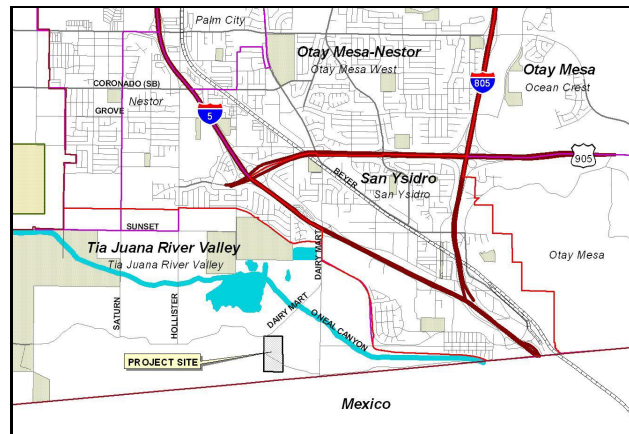 Palm City
Otay Mesa-Nestor
Otay Mesa West
805
Otay Mesa
Ocean Crest
CORONADO (SB)
Nestor
GROVE
5
905
BEYER
San Ysidro
San Ysidro
SUNSET
Tia Juana River Valley
Tia Juana River Valley
DAIRY MART
Otay Mesa
SATURN
HOLLISTER
DAIRY MART
O NEAL CANYON
PROJECT SITE
Mexico